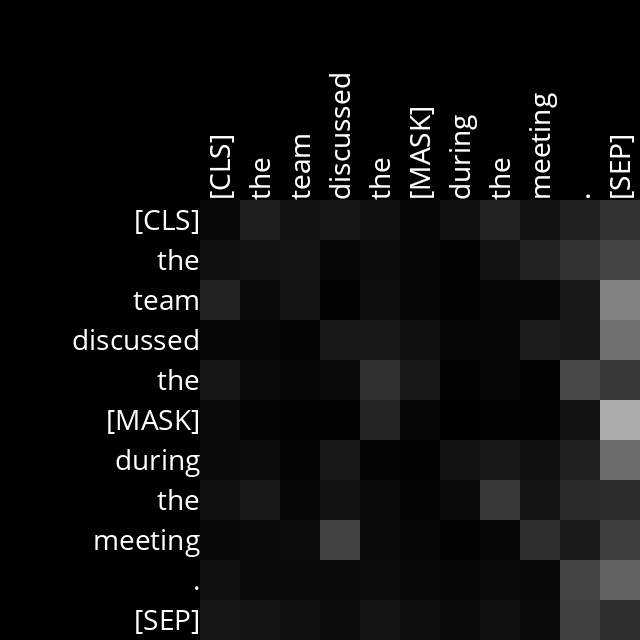 [CLS] the team discussed the [MASK] during the meeting . [SEP]
[CLS]
the
team
discussed
the
[MASK]
during
the
meeting
.
[SEP]